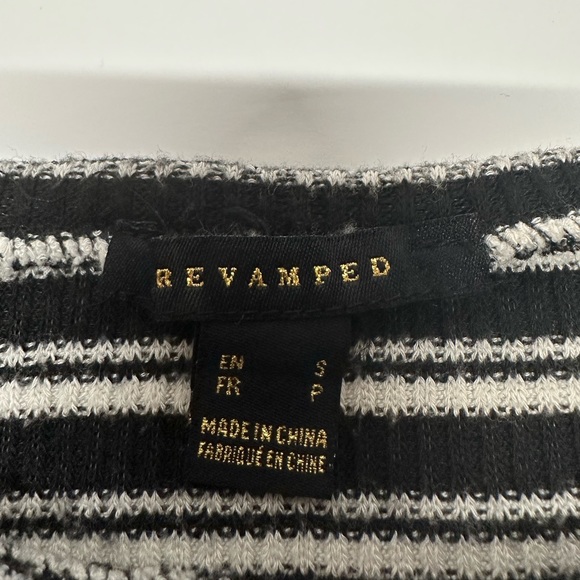 REVAMPED
EN S
FR P
MADE IN CHINA
FABRIQUÉ EN CHINE